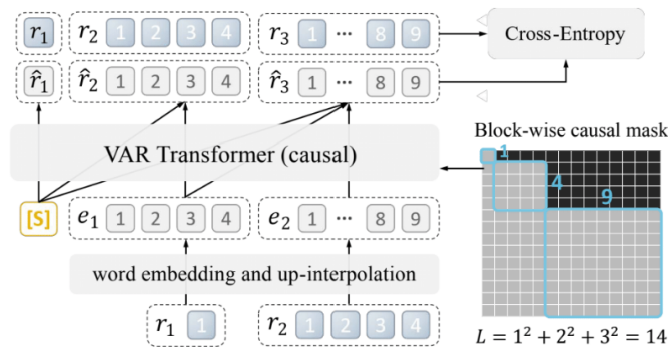 r₁ r₂ 1 2 3 4 r₃ 1 ··· 8 9
Cross-Entropy
r̂₁ r̂₂ 1 2 3 4 r̂₃ 1 ··· 8 9
VAR Transformer (causal)
Block-wise causal mask
1
4
9
[S] e₁ 1 2 3 4 e₂ 1 ··· 8 9
word embedding and up-interpolation
r₁ 1 r₂ 1 2 3 4
L = 1² + 2² + 3² = 14